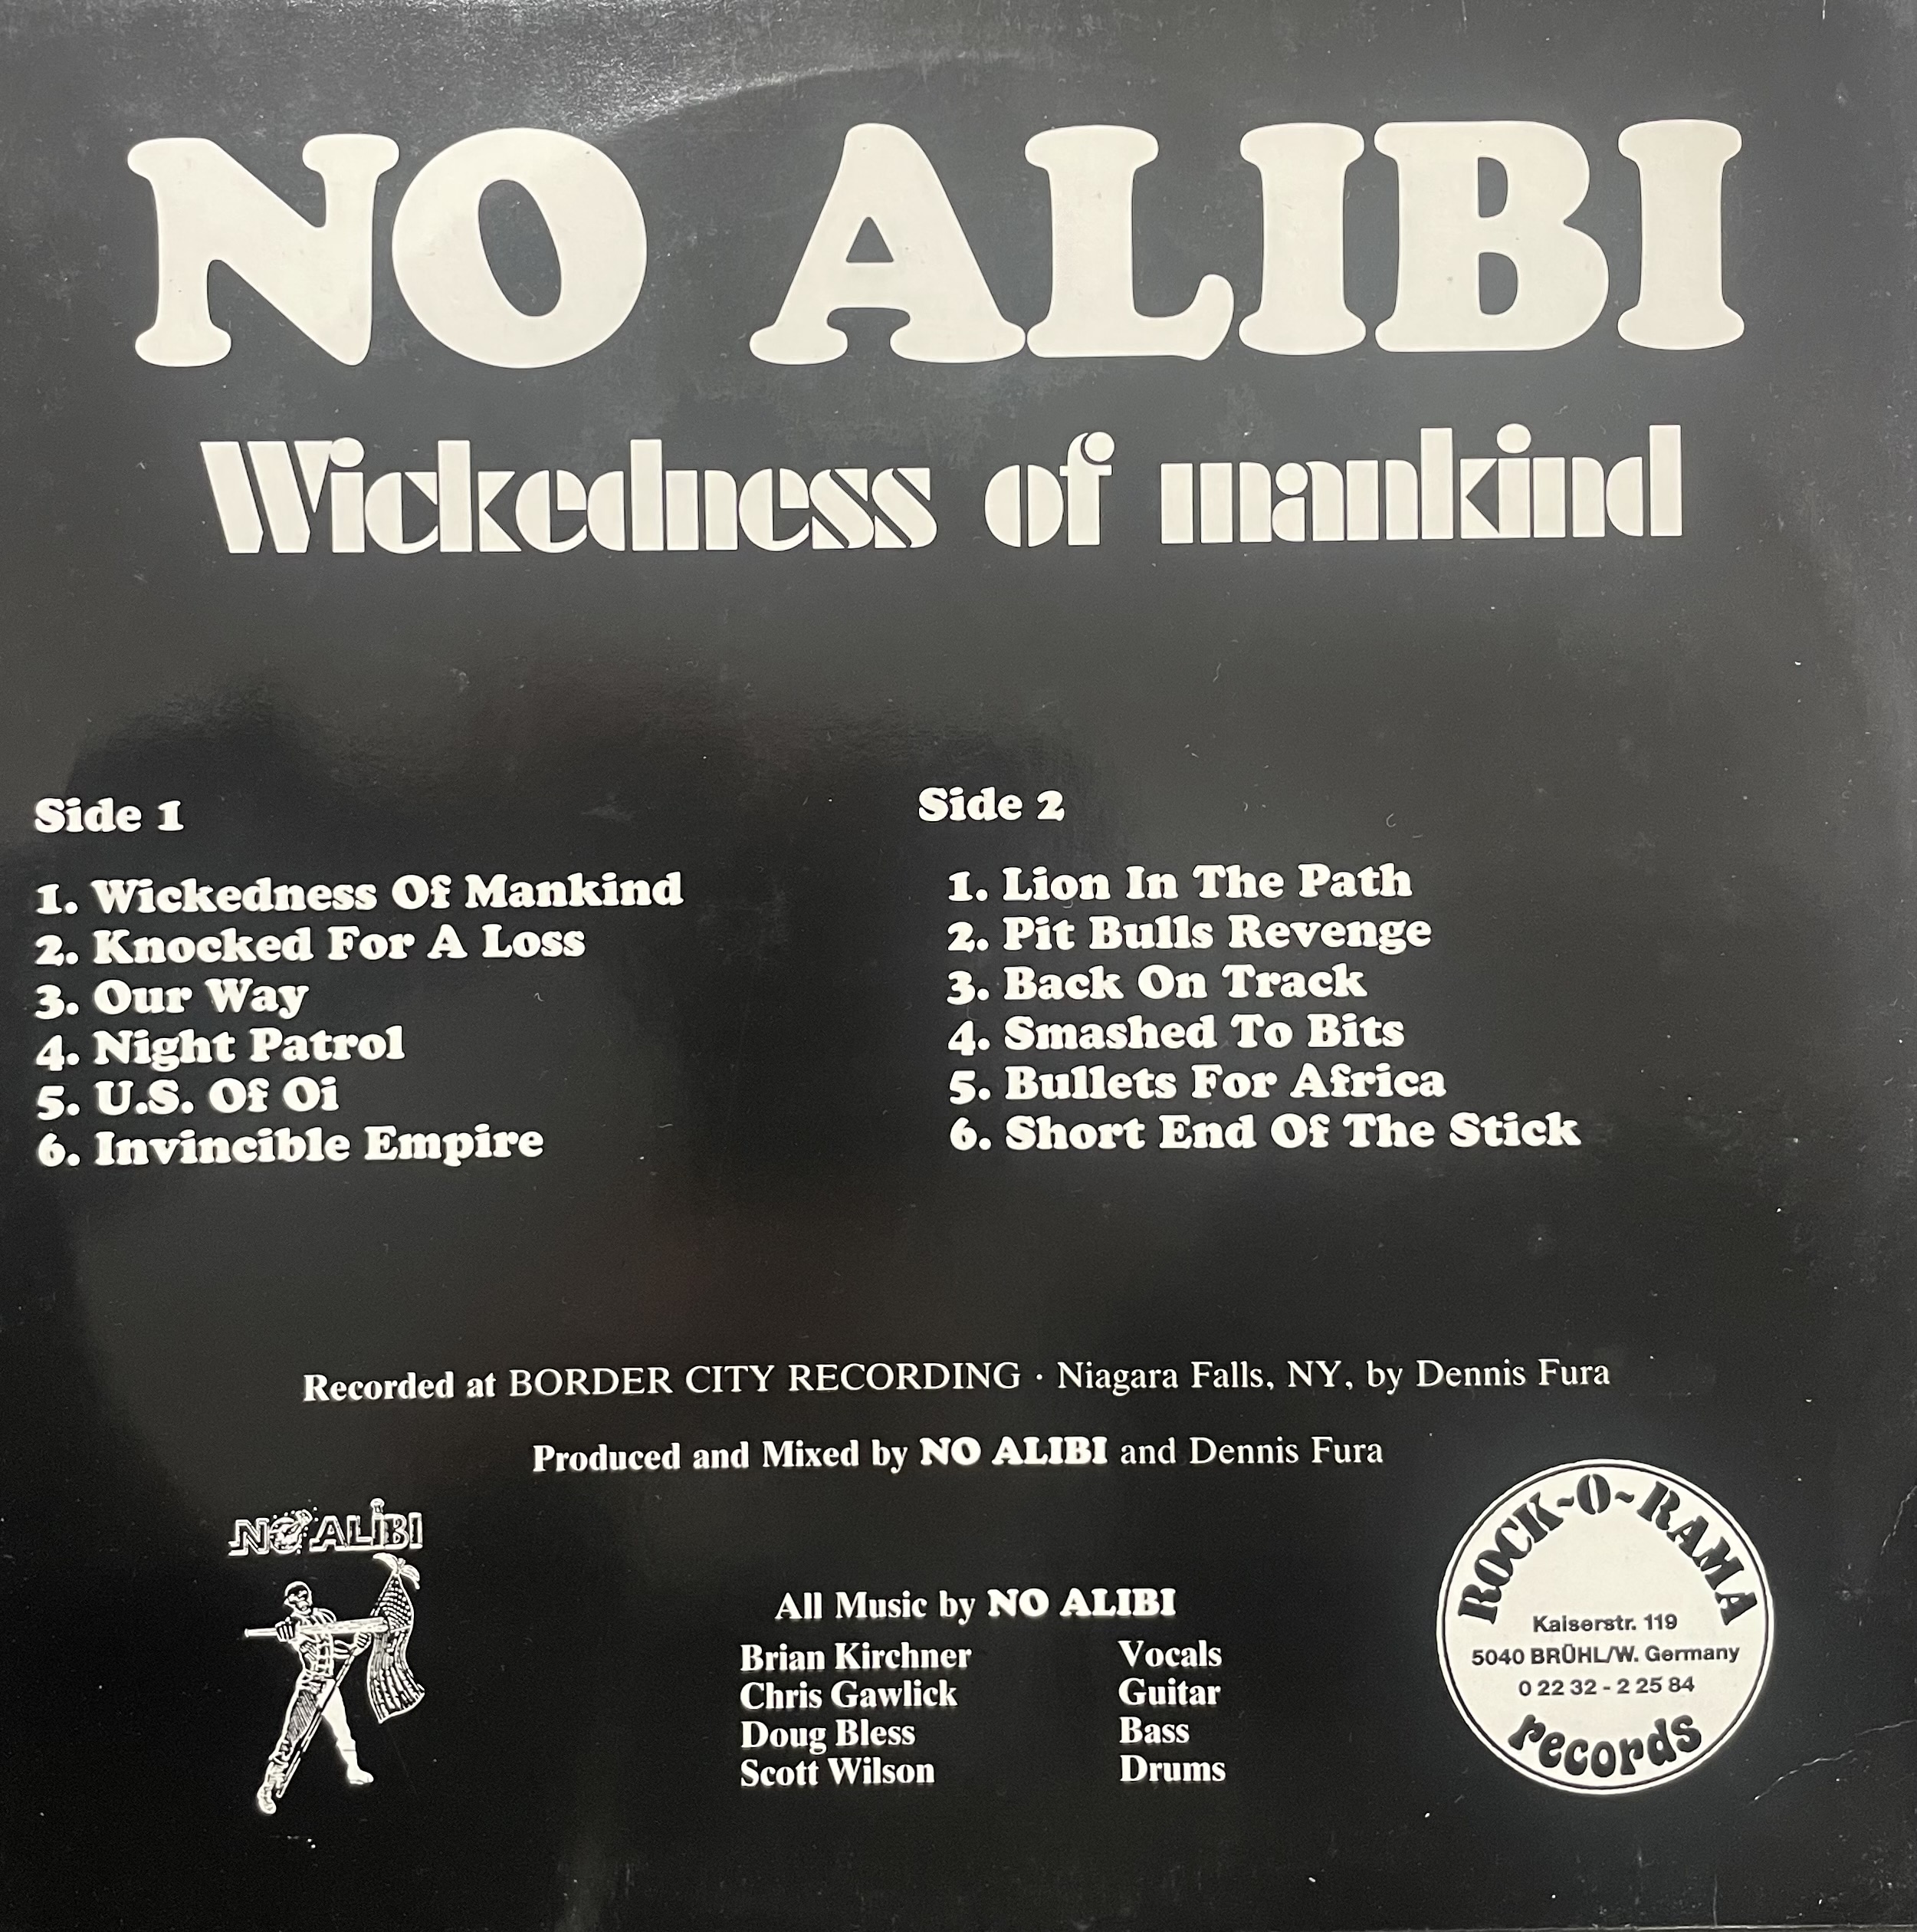 NO ALIBI
Wickedness of mankind
Side 1
1. Wickedness Of Mankind
2. Knocked For A Loss
3. Our Way
4. Night Patrol
5. U.S. Of Oi
6. Invincible Empire
Side 2
1. Lion In The Path
2. Pit Bulls Revenge
3. Back On Track
4. Smashed To Bits
5. Bullets For Africa
6. Short End Of The Stick
Recorded at BORDER CITY RECORDING · Niagara Falls, NY, by Dennis Fura
Produced and Mixed by NO ALIBI and Dennis Fura
NO ALIBI
All Music by NO ALIBI
Brian Kirchner Vocals
Chris Gawlick Guitar
Doug Bless Bass
Scott Wilson Drums
ROCK-O-RAMA
Kaiserstr. 119
5040 BRÜHL/W. Germany
0 22 32 - 2 25 84
records